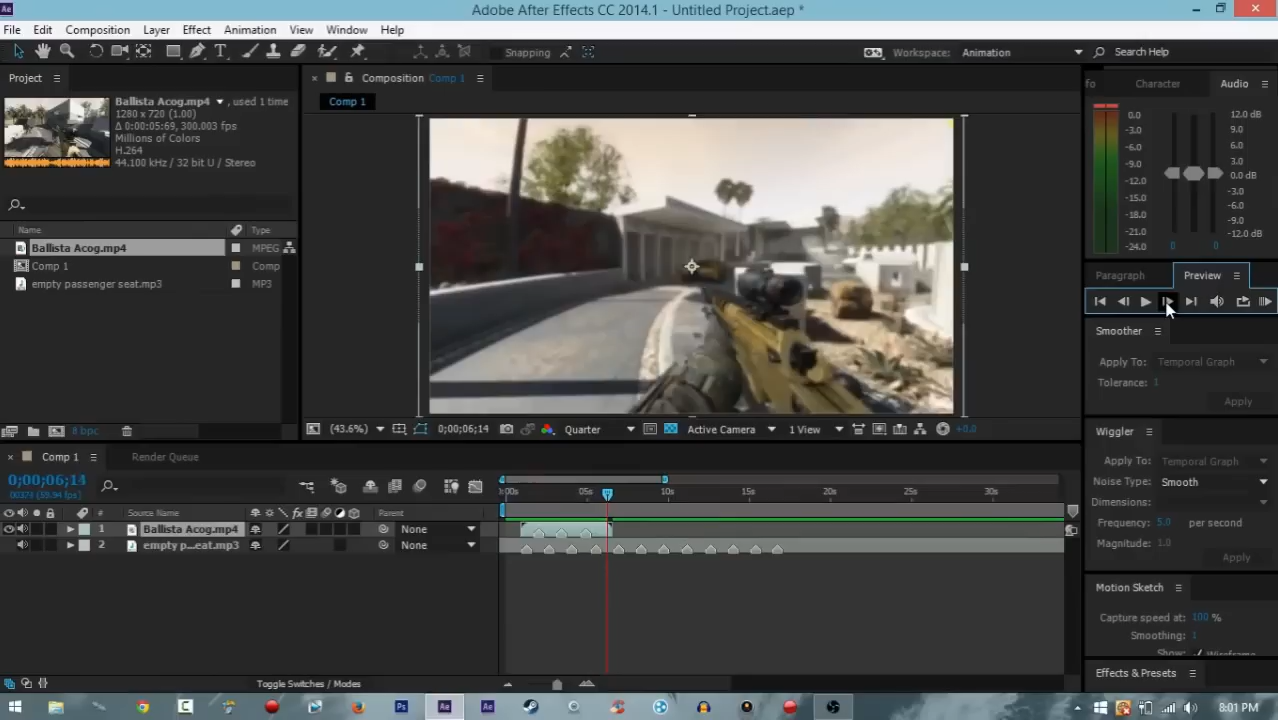 Ae Adobe After Effects CC 2014.1 - Untitled Project.aep *
File Edit Composition Layer Effect Animation View Window Help
Snapping
Workspace: Animation
Search Help
Project
Ballista Acog.mp4 , used 1 time
1280 x 720 (1.00)
Δ 0:00:05:69, 300.003 fps
Millions of Colors
H.264
44.100 kHz / 32 bit U / Stereo
Name Type
Ballista Acog.mp4 MPEG
Comp 1 Comp
empty passenger seat.mp3 MP3
8 bpc
Composition Comp 1
Comp 1
(43.6%) 0;00;06;14 Quarter Active Camera 1 View +0.0
fo Character Audio
0.0 12.0 dB
-3.0 9.0
-6.0 6.0
-9.0 3.0
-12.0 0.0 dB
-15.0 -3.0
-18.0 -6.0
-21.0 -9.0
-24.0 0 0 -12.0 dB
Paragraph Preview
Smoother
Apply To: Temporal Graph
Tolerance: 1
Apply
Wiggler
Apply To: Temporal Graph
Noise Type: Smooth
Dimensions:
Frequency: 5.0 per second
Magnitude: 1.0
Apply
Motion Sketch
Capture speed at: 100 %
Smoothing: 1
Show: Wireframe
Effects & Presets
Comp 1 Render Queue
0;00;06;14
00374 (59.94 fps)
:00s 05s 10s 15s 20s 25s 30s
# Source Name Parent
1 Ballista Acog.mp4 None
2 empty p...eat.mp3 None
Toggle Switches / Modes
Ps Ae Ae
8:01 PM